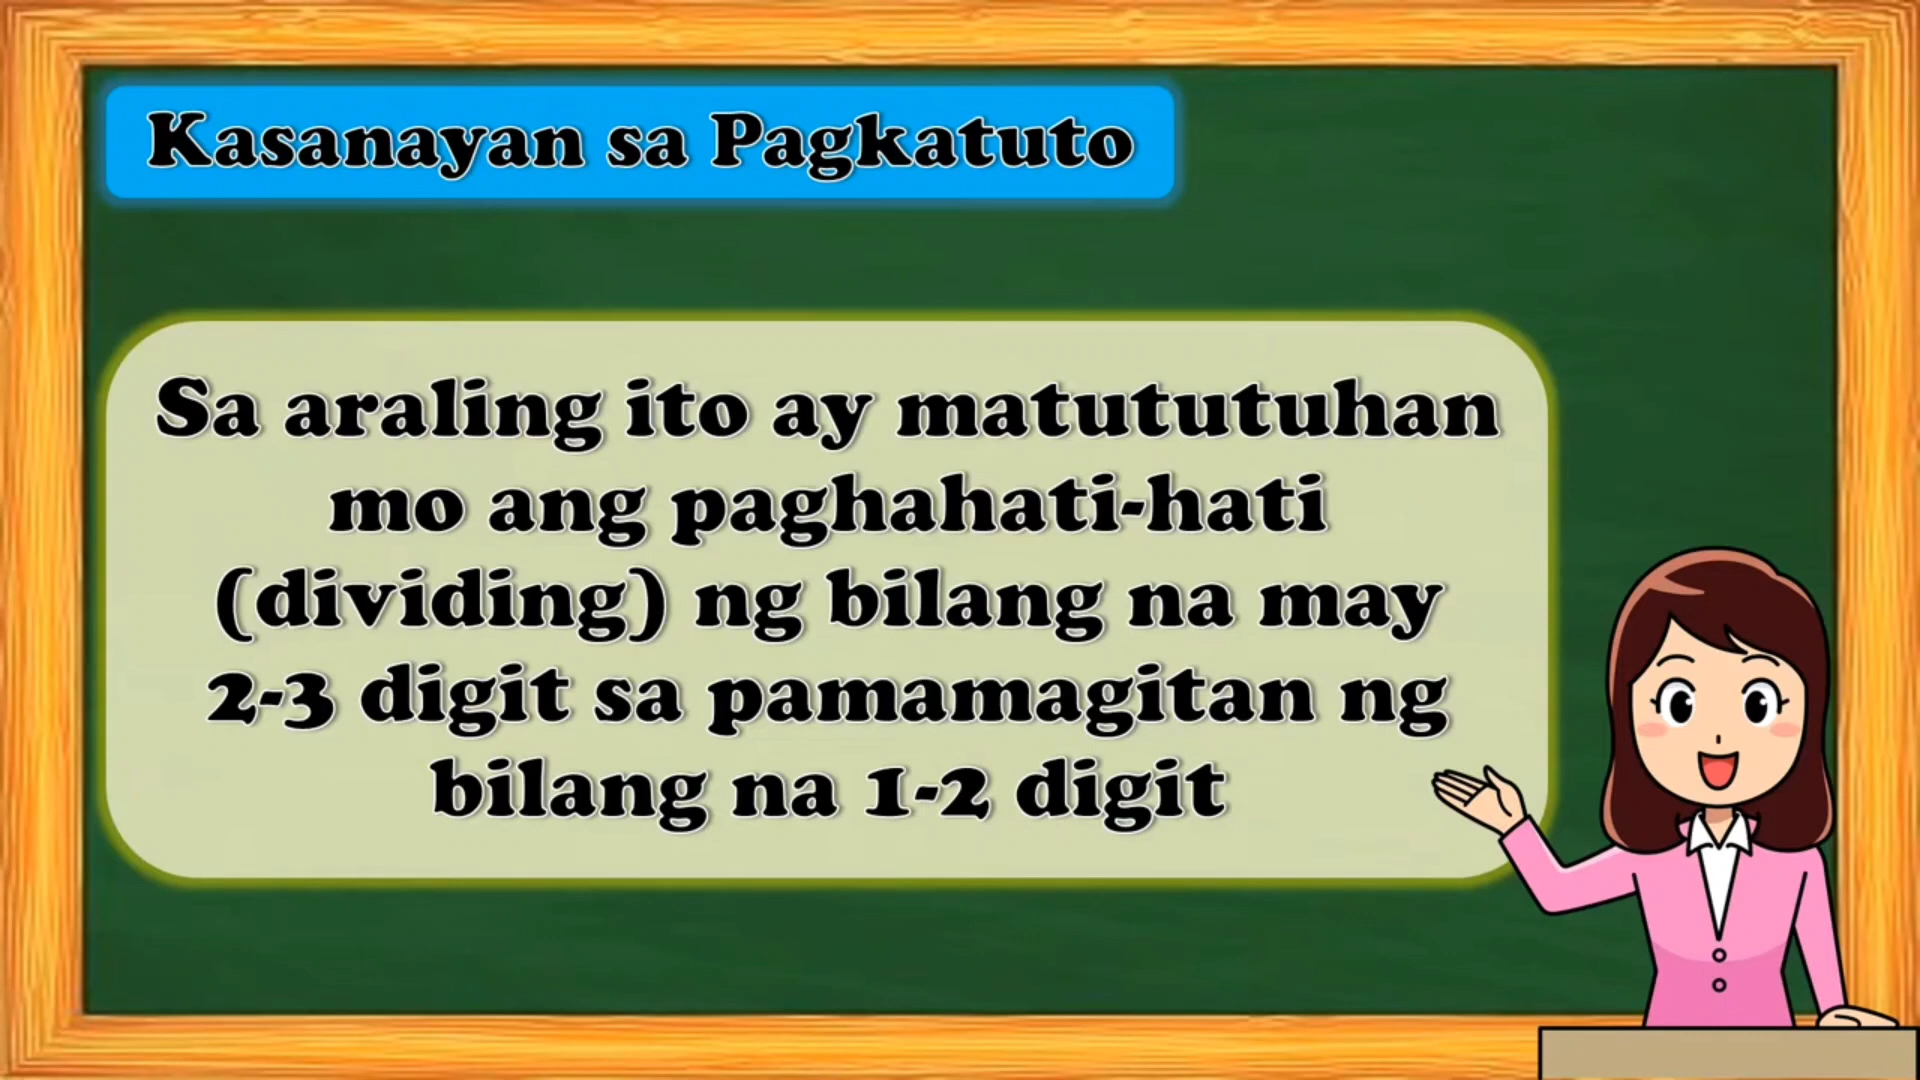 Kasanayan sa Pagkatuto
Sa araling ito ay matututuhan
mo ang paghahati-hati
(dividing) ng bilang na may
2-3 digit sa pamamagitan ng
bilang na 1-2 digit